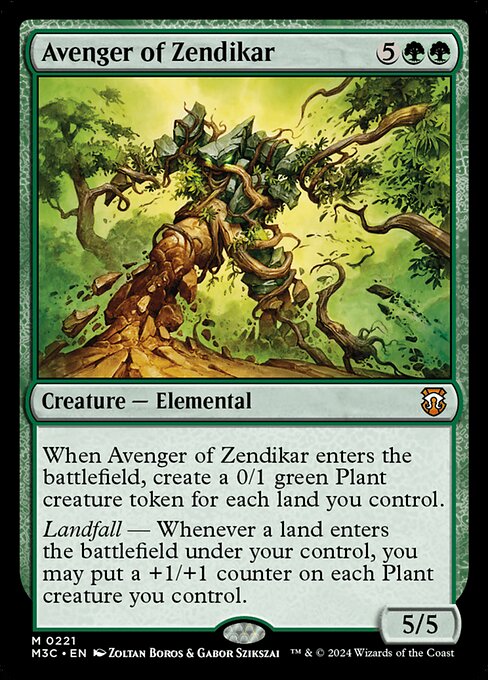 Avenger of Zendikar 5
Creature — Elemental
When Avenger of Zendikar enters the
battlefield, create a 0/1 green Plant
creature token for each land you control.
Landfall — Whenever a land enters
the battlefield under your control, you
may put a +1/+1 counter on each Plant
creature you control.
5/5
M 0221
M3C • EN Zoltan Boros & Gabor Szikszai ™ & © 2024 Wizards of the Coast